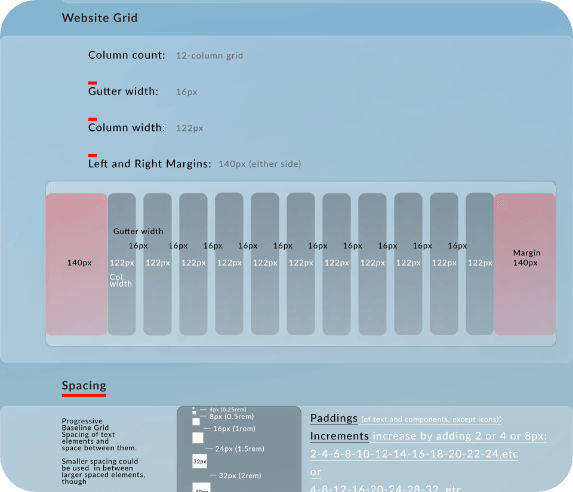 Website Grid
Column count: 12-column grid
Gutter width: 16px
Column width: 122px
Left and Right Margins: 140px (either side)
Gutter width
16px 16px 16px 16px 16px 16px 16px 16px 16px 16px
140px 122px 122px 122px 122px 122px 122px 122px 122px 122px 122px 122px Margin 140px
Col. width
Spacing
Progressive
Baseline Grid
Spacing of text
elements and
space between them.
Smaller spacing could
be used in between
larger spaced elements,
though
4px (0.25rem)
8px (0.5rem)
16px (1rem)
24px (1.5rem)
32px
32px (2rem)
Paddings (of text and components, except icons):
Increments increase by adding 2 or 4 or 8px:
2-4-6-8-10-12-14-16-18-20-22-24,etc
or
4-8-12-16-20-24-28-32, etc